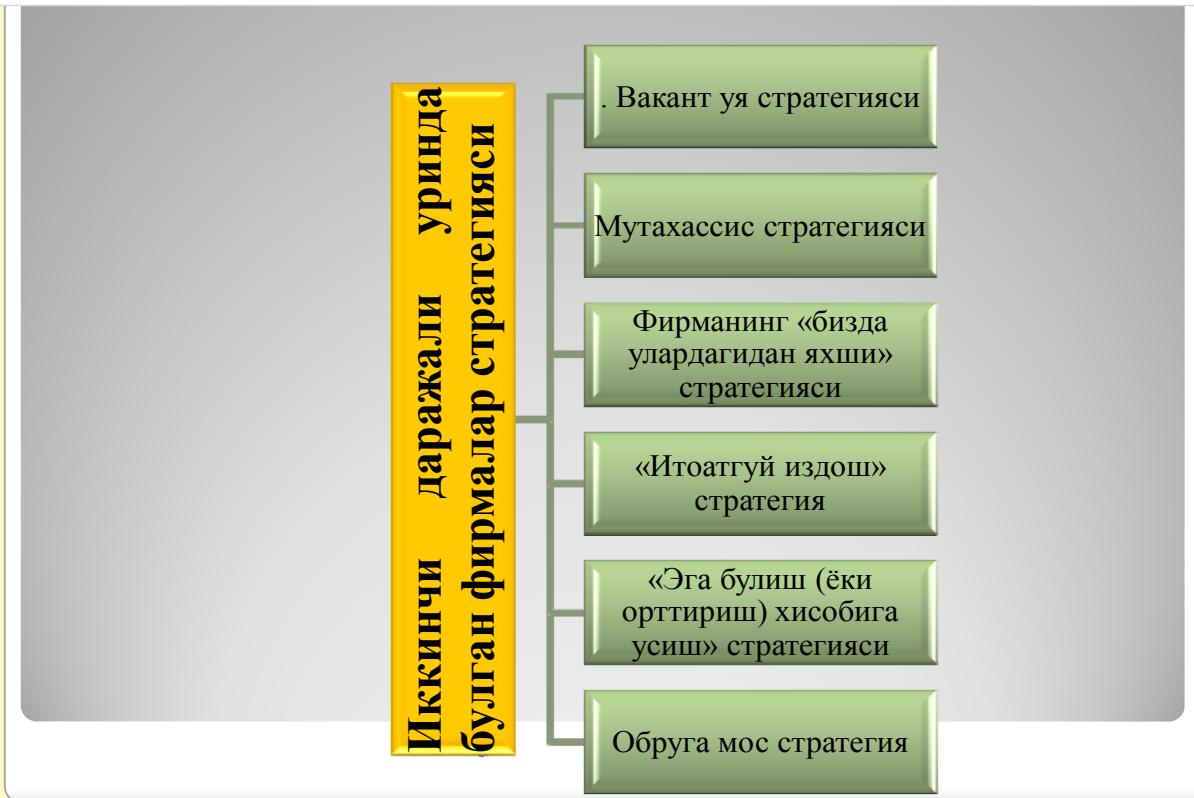 Иккинчи даражали уринда
булган фирмалар стратегияси
. Вакант уя стратегияси
Мутахассис стратегияси
Фирманинг «бизда
улардагидан яхши»
стратегияси
«Итоатгуй издош»
стратегия
«Эга булиш (ёки
орттириш) хисобига
усиш» стратегияси
Обруга мос стратегия